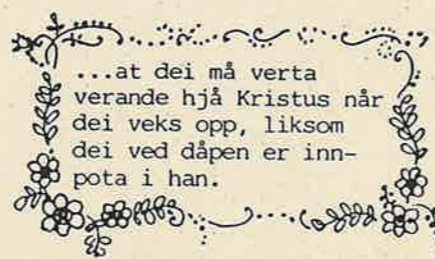 ...at dei må verta
verande hjå Kristus når
dei veks opp, liksom
dei ved dåpen er inn-
pota i han.